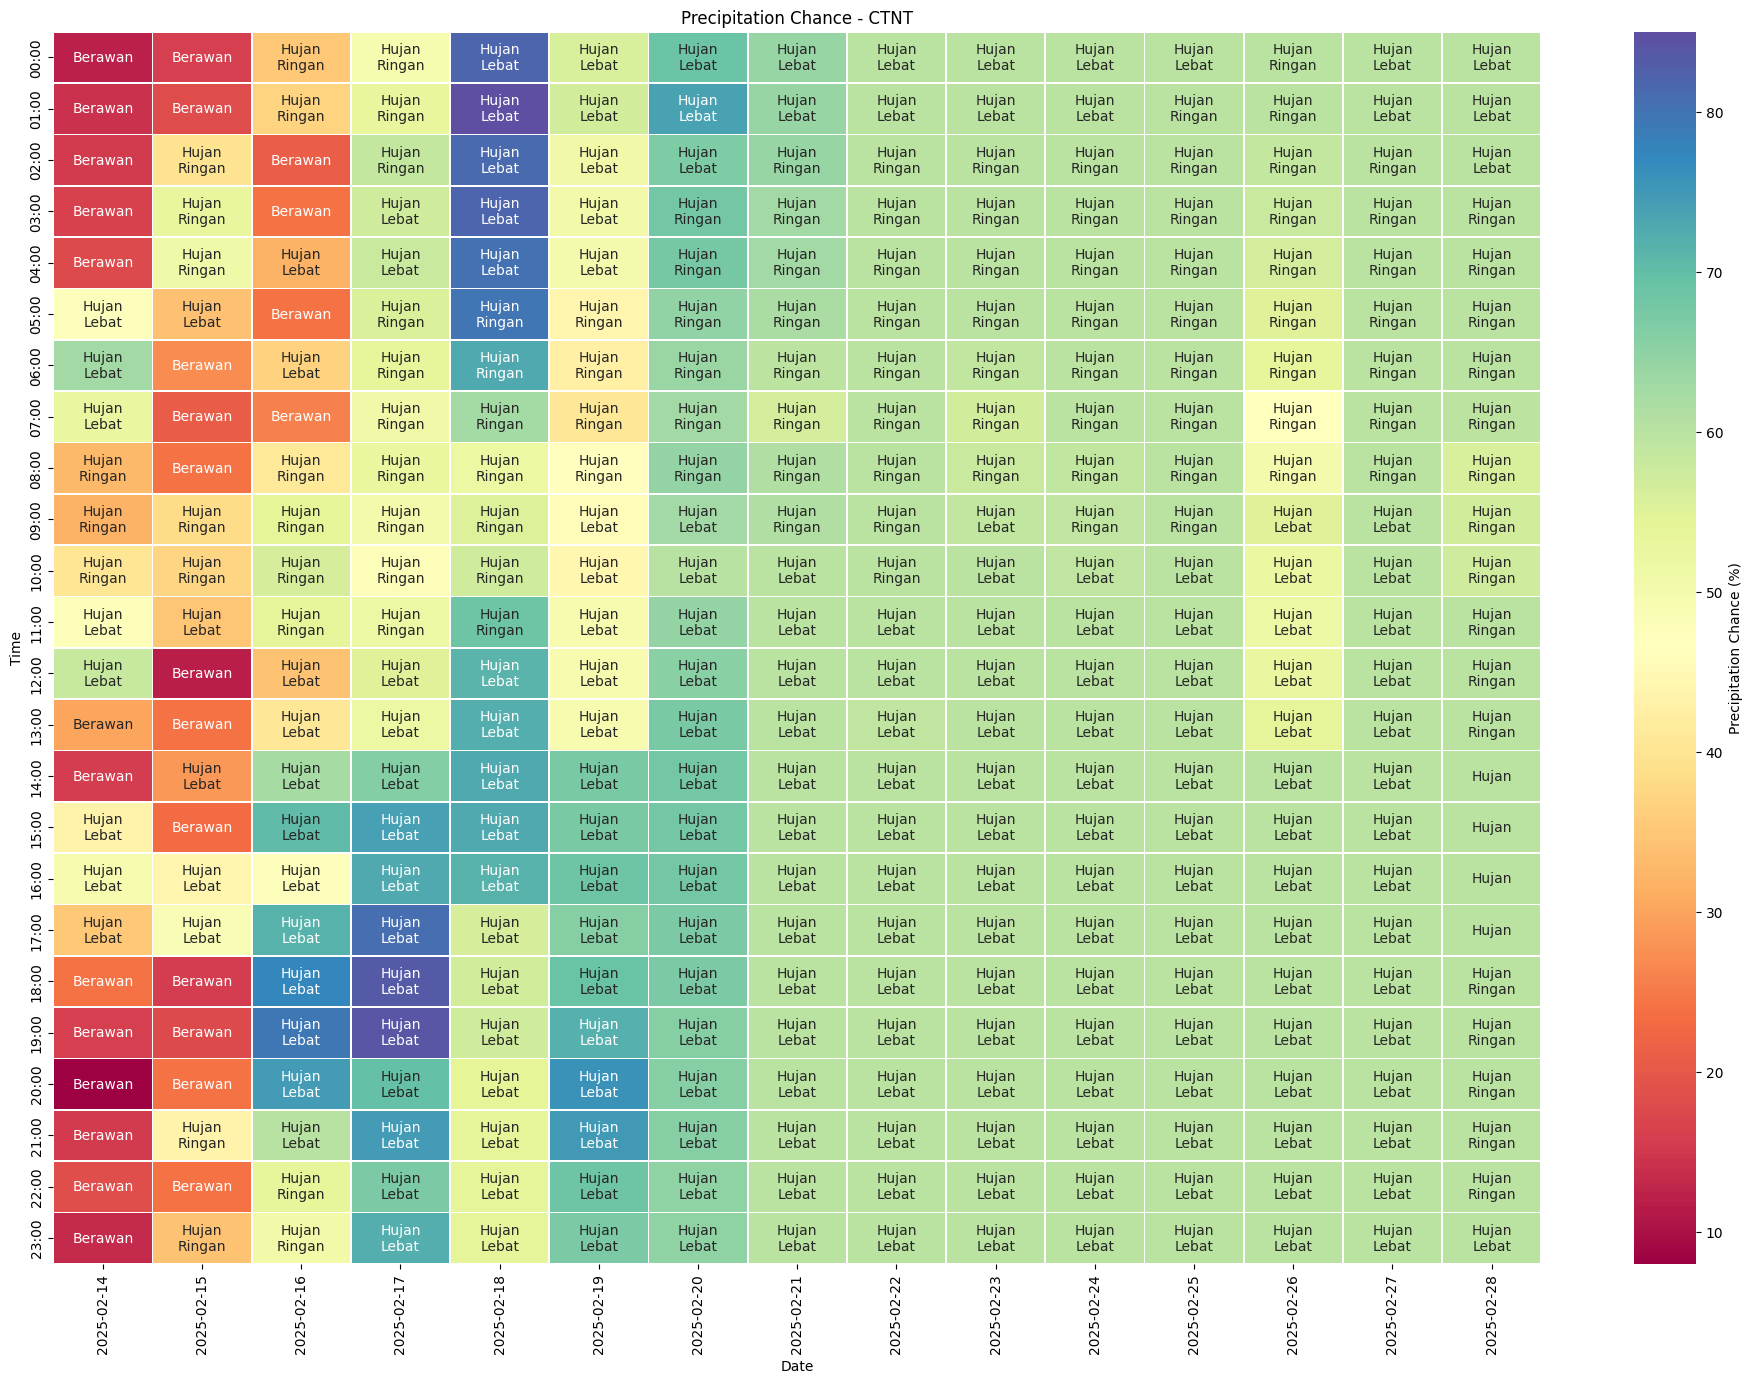 Precipitation Chance - CTNT
00:00 Berawan Berawan Hujan Ringan Hujan Ringan Hujan Lebat Hujan Lebat Hujan Lebat Hujan Lebat Hujan Lebat Hujan Lebat Hujan Lebat Hujan Lebat Hujan Ringan Hujan Lebat Hujan Lebat
01:00 Berawan Berawan Hujan Ringan Hujan Ringan Hujan Lebat Hujan Lebat Hujan Lebat Hujan Lebat Hujan Lebat Hujan Lebat Hujan Lebat Hujan Ringan Hujan Ringan Hujan Lebat Hujan Lebat
02:00 Berawan Hujan Ringan Berawan Hujan Ringan Hujan Lebat Hujan Lebat Hujan Lebat Hujan Ringan Hujan Ringan Hujan Ringan Hujan Ringan Hujan Ringan Hujan Ringan Hujan Ringan Hujan Lebat
03:00 Berawan Hujan Ringan Berawan Hujan Lebat Hujan Lebat Hujan Lebat Hujan Ringan Hujan Ringan Hujan Ringan Hujan Ringan Hujan Ringan Hujan Ringan Hujan Ringan Hujan Ringan Hujan Ringan
04:00 Berawan Hujan Ringan Hujan Lebat Hujan Lebat Hujan Lebat Hujan Lebat Hujan Ringan Hujan Ringan Hujan Ringan Hujan Ringan Hujan Ringan Hujan Ringan Hujan Ringan Hujan Ringan Hujan Ringan
05:00 Hujan Lebat Hujan Lebat Berawan Hujan Ringan Hujan Ringan Hujan Ringan Hujan Ringan Hujan Ringan Hujan Ringan Hujan Ringan Hujan Ringan Hujan Ringan Hujan Ringan Hujan Ringan Hujan Ringan
06:00 Hujan Lebat Berawan Hujan Lebat Hujan Ringan Hujan Ringan Hujan Ringan Hujan Ringan Hujan Ringan Hujan Ringan Hujan Ringan Hujan Ringan Hujan Ringan Hujan Ringan Hujan Ringan Hujan Ringan
07:00 Hujan Lebat Berawan Berawan Hujan Ringan Hujan Ringan Hujan Ringan Hujan Ringan Hujan Ringan Hujan Ringan Hujan Ringan Hujan Ringan Hujan Ringan Hujan Ringan Hujan Ringan Hujan Ringan
08:00 Hujan Ringan Berawan Hujan Ringan Hujan Ringan Hujan Ringan Hujan Ringan Hujan Ringan Hujan Ringan Hujan Ringan Hujan Ringan Hujan Ringan Hujan Ringan Hujan Ringan Hujan Ringan Hujan Ringan
09:00 Hujan Ringan Hujan Ringan Hujan Ringan Hujan Ringan Hujan Ringan Hujan Lebat Hujan Lebat Hujan Ringan Hujan Ringan Hujan Lebat Hujan Ringan Hujan Ringan Hujan Lebat Hujan Lebat Hujan Ringan
10:00 Hujan Ringan Hujan Ringan Hujan Ringan Hujan Ringan Hujan Ringan Hujan Lebat Hujan Lebat Hujan Lebat Hujan Ringan Hujan Lebat Hujan Lebat Hujan Lebat Hujan Lebat Hujan Lebat Hujan Ringan
11:00 Hujan Lebat Hujan Lebat Hujan Ringan Hujan Ringan Hujan Ringan Hujan Lebat Hujan Lebat Hujan Lebat Hujan Lebat Hujan Lebat Hujan Lebat Hujan Lebat Hujan Lebat Hujan Lebat Hujan Ringan
12:00 Hujan Lebat Berawan Hujan Lebat Hujan Lebat Hujan Lebat Hujan Lebat Hujan Lebat Hujan Lebat Hujan Lebat Hujan Lebat Hujan Lebat Hujan Lebat Hujan Lebat Hujan Lebat Hujan Ringan
13:00 Berawan Berawan Hujan Lebat Hujan Lebat Hujan Lebat Hujan Lebat Hujan Lebat Hujan Lebat Hujan Lebat Hujan Lebat Hujan Lebat Hujan Lebat Hujan Lebat Hujan Lebat Hujan Ringan
14:00 Berawan Hujan Lebat Hujan Lebat Hujan Lebat Hujan Lebat Hujan Lebat Hujan Lebat Hujan Lebat Hujan Lebat Hujan Lebat Hujan Lebat Hujan Lebat Hujan Lebat Hujan Lebat Hujan
15:00 Hujan Lebat Berawan Hujan Lebat Hujan Lebat Hujan Lebat Hujan Lebat Hujan Lebat Hujan Lebat Hujan Lebat Hujan Lebat Hujan Lebat Hujan Lebat Hujan Lebat Hujan Lebat Hujan
16:00 Hujan Lebat Hujan Lebat Hujan Lebat Hujan Lebat Hujan Lebat Hujan Lebat Hujan Lebat Hujan Lebat Hujan Lebat Hujan Lebat Hujan Lebat Hujan Lebat Hujan Lebat Hujan Lebat Hujan
17:00 Hujan Lebat Hujan Lebat Hujan Lebat Hujan Lebat Hujan Lebat Hujan Lebat Hujan Lebat Hujan Lebat Hujan Lebat Hujan Lebat Hujan Lebat Hujan Lebat Hujan Lebat Hujan Lebat Hujan
18:00 Berawan Berawan Hujan Lebat Hujan Lebat Hujan Lebat Hujan Lebat Hujan Lebat Hujan Lebat Hujan Lebat Hujan Lebat Hujan Lebat Hujan Lebat Hujan Lebat Hujan Lebat Hujan Ringan
19:00 Berawan Berawan Hujan Lebat Hujan Lebat Hujan Lebat Hujan Lebat Hujan Lebat Hujan Lebat Hujan Lebat Hujan Lebat Hujan Lebat Hujan Lebat Hujan Lebat Hujan Lebat Hujan Ringan
20:00 Berawan Berawan Hujan Lebat Hujan Lebat Hujan Lebat Hujan Lebat Hujan Lebat Hujan Lebat Hujan Lebat Hujan Lebat Hujan Lebat Hujan Lebat Hujan Lebat Hujan Lebat Hujan Ringan
21:00 Berawan Hujan Ringan Hujan Lebat Hujan Lebat Hujan Lebat Hujan Lebat Hujan Lebat Hujan Lebat Hujan Lebat Hujan Lebat Hujan Lebat Hujan Lebat Hujan Lebat Hujan Lebat Hujan Ringan
22:00 Berawan Berawan Hujan Ringan Hujan Lebat Hujan Lebat Hujan Lebat Hujan Lebat Hujan Lebat Hujan Lebat Hujan Lebat Hujan Lebat Hujan Lebat Hujan Lebat Hujan Lebat Hujan Ringan
23:00 Berawan Hujan Ringan Hujan Ringan Hujan Lebat Hujan Lebat Hujan Lebat Hujan Lebat Hujan Lebat Hujan Lebat Hujan Lebat Hujan Lebat Hujan Lebat Hujan Lebat Hujan Lebat Hujan Lebat
Time
2025-02-14 2025-02-15 2025-02-16 2025-02-17 2025-02-18 2025-02-19 2025-02-20 2025-02-21 2025-02-22 2025-02-23 2025-02-24 2025-02-25 2025-02-26 2025-02-27 2025-02-28
Date
80
70
60
50
40
30
20
10
Precipitation Chance (%)